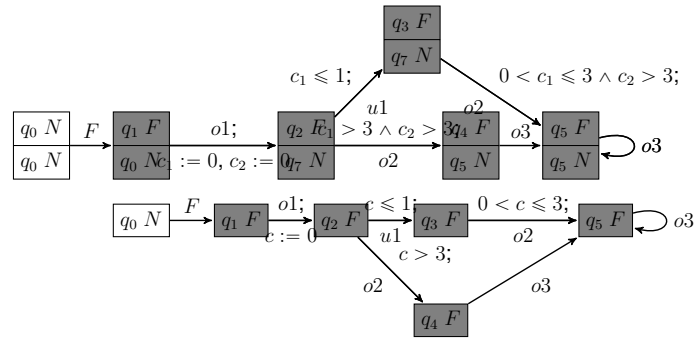 q₃ F
q₇ N
c₁ ⩽ 1;
0 < c₁ ⩽ 3 ∧ c₂ > 3;
u1
o2
q₀ N
q₀ N
F
q₁ F
q₀ N
o1;
c₁ := 0, c₂ := 0
q₂ F
q₇ N
c₁ > 3 ∧ c₂ > 3;
o2
q₄ F
q₅ N
o3
q₅ F
q₅ N
o3
q₀ N
F
q₁ F
o1;
c := 0
q₂ F
c ⩽ 1;
u1
q₃ F
0 < c ⩽ 3;
o2
q₅ F
o3
c > 3;
o2
q₄ F
o3